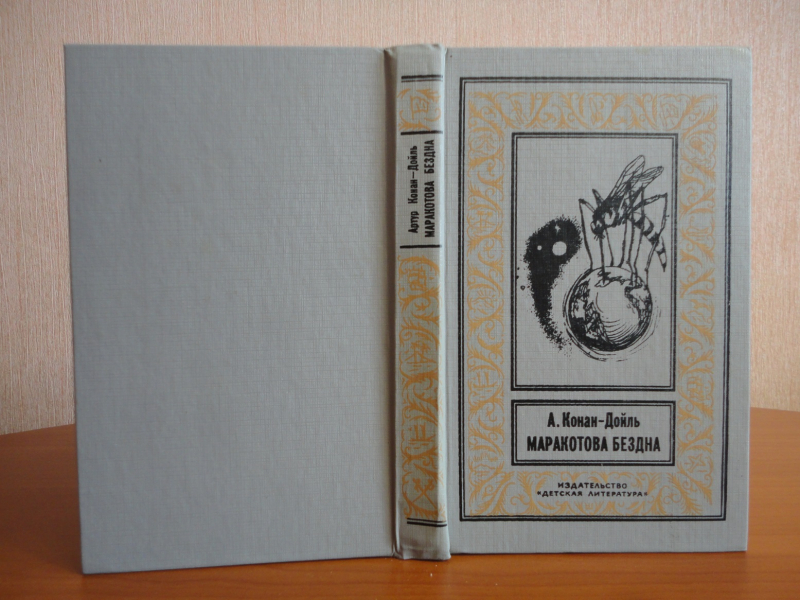 Артур Конан-Дойль
МАРАКОТОВА БЕЗДНА
А. Конан-Дойль
МАРАКОТОВА БЕЗДНА
ИЗДАТЕЛЬСТВО
"ДЕТСКАЯ ЛИТЕРАТУРА"